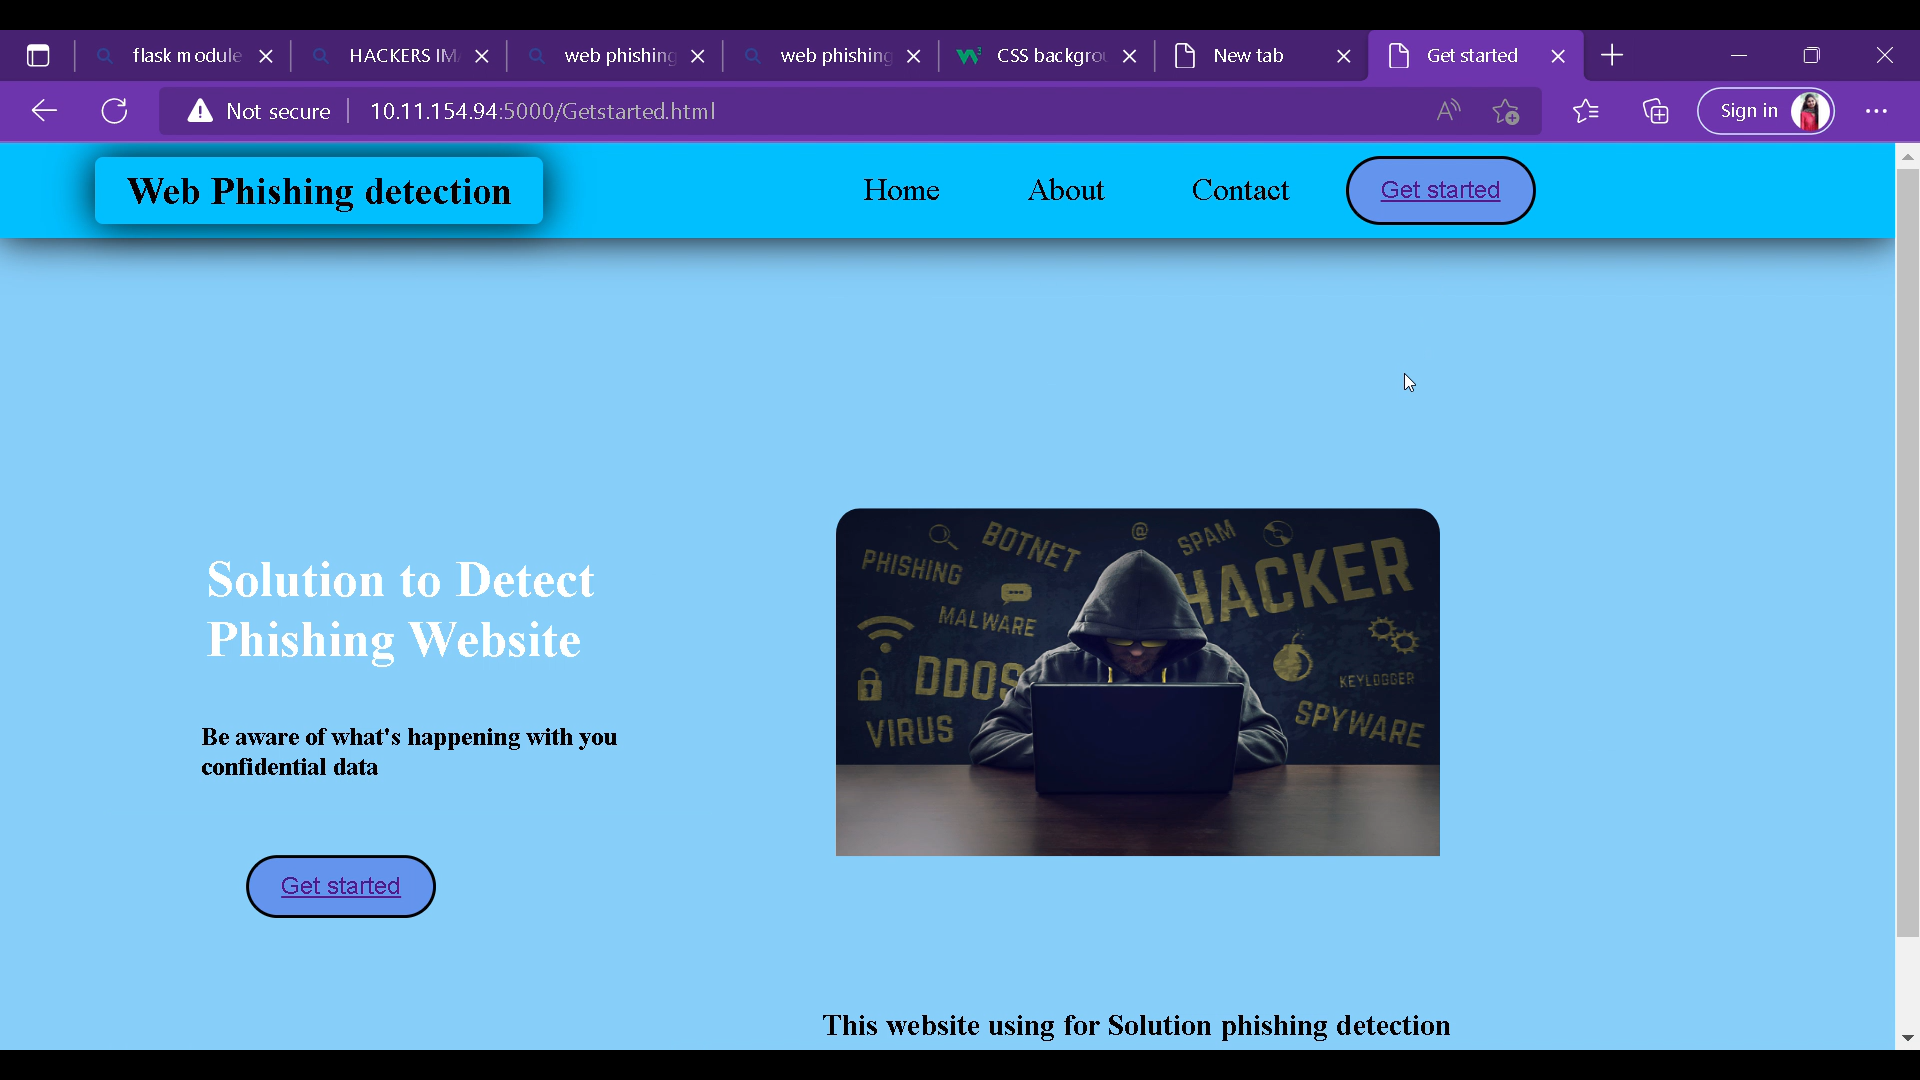 flask module
HACKERS IM
web phishing
web phishing
CSS backgrou
New tab
Get started
Not secure
10.11.154.94:5000/Getstarted.html
Sign in
Web Phishing detection
Home
About
Contact
Get started
Solution to Detect
Phishing Website
Be aware of what's happening with you
confidential data
Get started
PHISHING
BOTNET
@
SPAM
HACKER
MALWARE
DDOS
KEYLOGGER
VIRUS
SPYWARE
This website using for Solution phishing detection